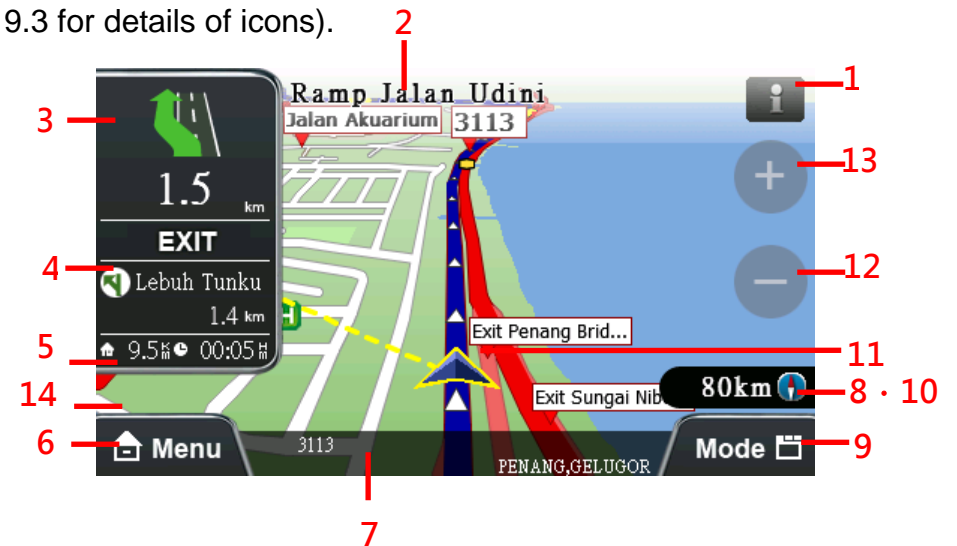 9.3 for details of icons).
2
1
Ramp Jalan Udini
Jalan Akuarium
3113
3
13
1.5 km
EXIT
4
Lebuh Tunku
12
1.4 km
Exit Penang Brid...
5
9.5 KM 00:05 H M
11
14
80km
8 · 10
Exit Sungai Nib
6
Menu
3113
Mode
9
PENANG,GELUGOR
7